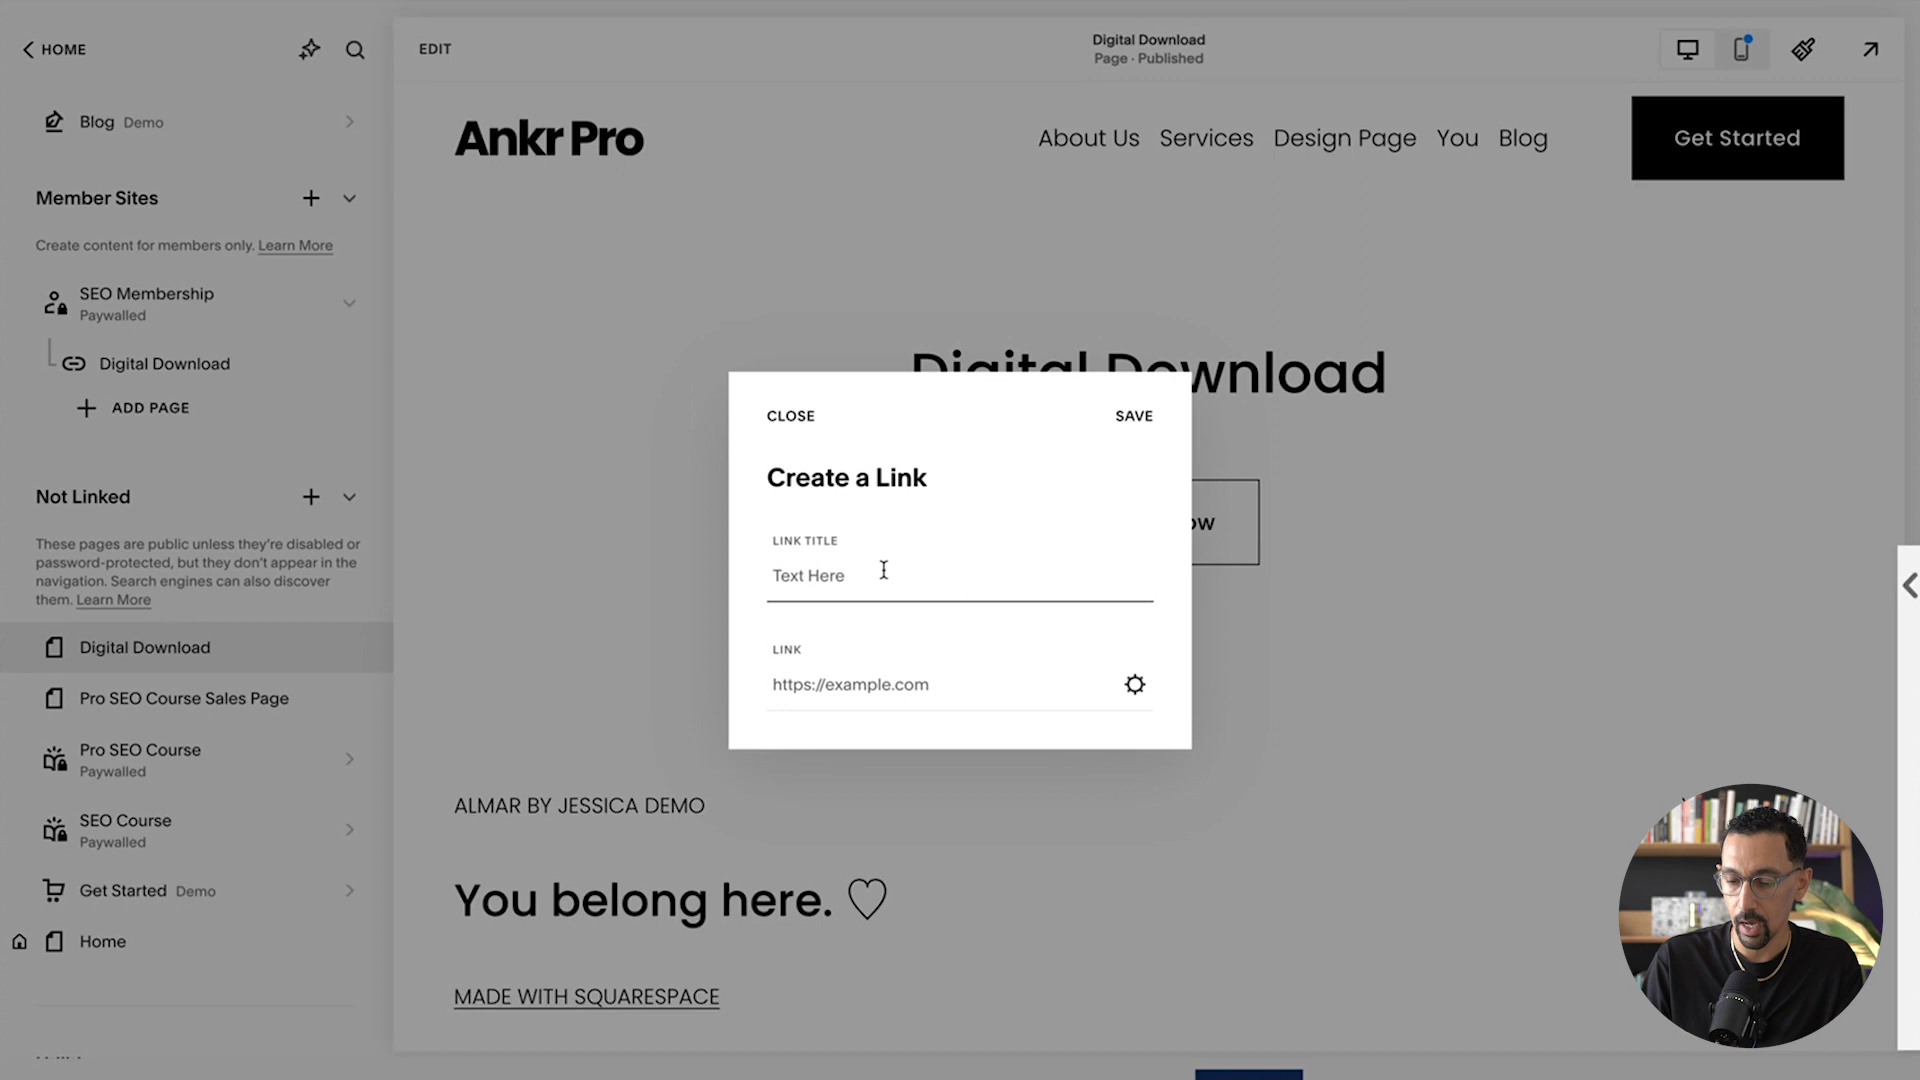 HOME
EDIT
Digital Download
Page · Published
Blog Demo
Ankr Pro
About Us Services Design Page You Blog
Get Started
Member Sites
Create content for members only. Learn More
SEO Membership
Paywalled
Digital Download
ADD PAGE
Digital Download
CLOSE
SAVE
Create a Link
LINK TITLE
Text Here
LINK
https://example.com
Not Linked
These pages are public unless they're disabled or
password-protected, but they don't appear in the
navigation. Search engines can also discover
them. Learn More
Digital Download
Pro SEO Course Sales Page
Pro SEO Course
Paywalled
SEO Course
Paywalled
Get Started Demo
Home
ALMAR BY JESSICA DEMO
You belong here. ♡
MADE WITH SQUARESPACE